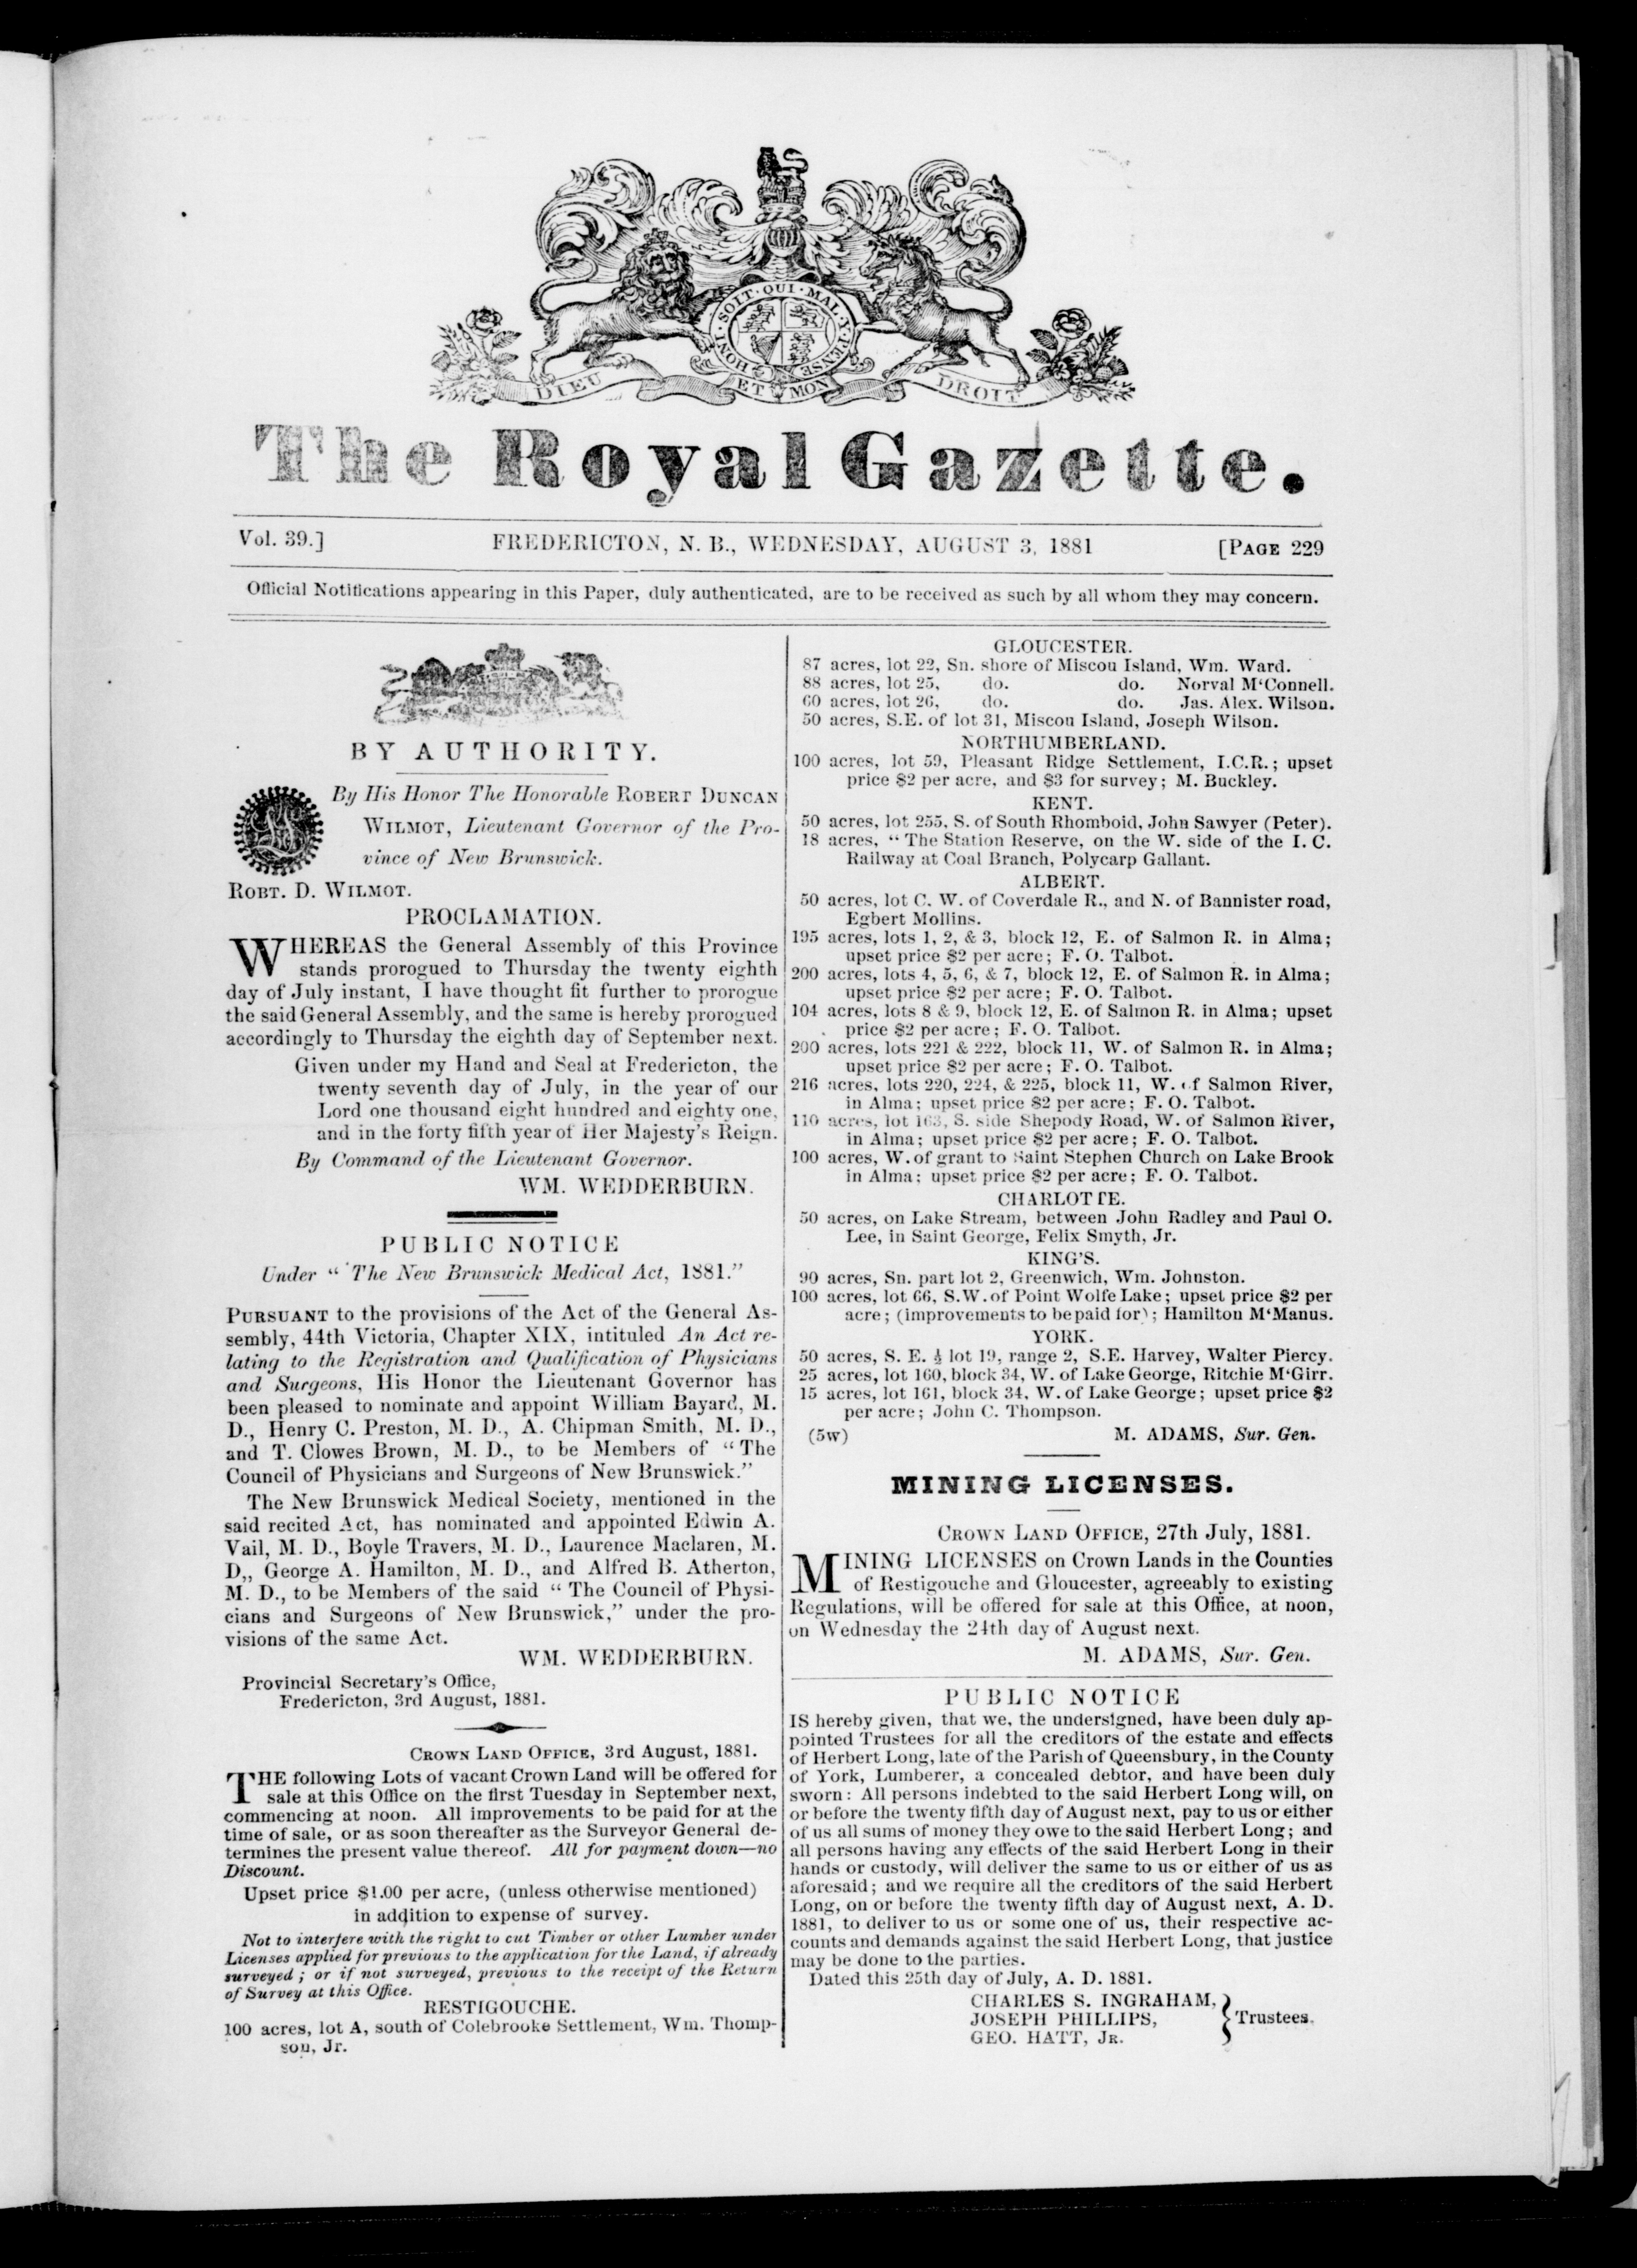 HONI · SOIT · QUI · MAL · Y · PENSE
DIEU ET MON DROIT
The Royal Gazette.
Vol. 39.] FREDERICTON, N. B., WEDNESDAY, AUGUST 3, 1881 [PAGE 229
Official Notifications appearing in this Paper, duly authenticated, are to be received as such by all whom they may concern.
BY AUTHORITY.
By His Honor The Honorable ROBERT DUNCAN
WILMOT, Lieutenant Governor of the Pro-
vince of New Brunswick.
ROBT. D. WILMOT.
PROCLAMATION.
WHEREAS the General Assembly of this Province
stands prorogued to Thursday the twenty eighth
day of July instant, I have thought fit further to prorogue
the said General Assembly, and the same is hereby prorogued
accordingly to Thursday the eighth day of September next.
Given under my Hand and Seal at Fredericton, the
twenty seventh day of July, in the year of our
Lord one thousand eight hundred and eighty one,
and in the forty fifth year of Her Majesty's Reign.
By Command of the Lieutenant Governor.
WM. WEDDERBURN.
PUBLIC NOTICE
Under "The New Brunswick Medical Act, 1881."
PURSUANT to the provisions of the Act of the General As-
sembly, 44th Victoria, Chapter XIX, intituled An Act re-
lating to the Registration and Qualification of Physicians
and Surgeons, His Honor the Lieutenant Governor has
been pleased to nominate and appoint William Bayard, M.
D., Henry C. Preston, M. D., A. Chipman Smith, M. D.,
and T. Clowes Brown, M. D., to be Members of "The
Council of Physicians and Surgeons of New Brunswick."
The New Brunswick Medical Society, mentioned in the
said recited Act, has nominated and appointed Edwin A.
Vail, M. D., Boyle Travers, M. D., Laurence Maclaren, M.
D,, George A. Hamilton, M. D., and Alfred B. Atherton,
M. D., to be Members of the said "The Council of Physi-
cians and Surgeons of New Brunswick," under the pro-
visions of the same Act.
WM. WEDDERBURN.
Provincial Secretary's Office,
Fredericton, 3rd August, 1881.
CROWN LAND OFFICE, 3rd August, 1881.
THE following Lots of vacant Crown Land will be offered for
sale at this Office on the first Tuesday in September next,
commencing at noon. All improvements to be paid for at the
time of sale, or as soon thereafter as the Surveyor General de-
termines the present value thereof. All for payment down—no
Discount.
Upset price $1.00 per acre, (unless otherwise mentioned)
in addition to expense of survey.
Not to interfere with the right to cut Timber or other Lumber under
Licenses applied for previous to the application for the Land, if already
surveyed; or if not surveyed, previous to the receipt of the Return
of Survey at this Office.
RESTIGOUCHE.
100 acres, lot A, south of Colebrooke Settlement, Wm. Thomp-
son, Jr.
GLOUCESTER.
87 acres, lot 22, Sn. shore of Miscou Island, Wm. Ward.
88 acres, lot 25, do. do. Norval M'Connell.
60 acres, lot 26, do. do. Jas. Alex. Wilson.
50 acres, S.E. of lot 31, Miscou Island, Joseph Wilson.
NORTHUMBERLAND.
100 acres, lot 59, Pleasant Ridge Settlement, I.C.R.; upset
price $2 per acre, and $3 for survey; M. Buckley.
KENT.
50 acres, lot 255, S. of South Rhomboid, John Sawyer (Peter).
18 acres, "The Station Reserve, on the W. side of the I. C.
Railway at Coal Branch, Polycarp Gallant.
ALBERT.
50 acres, lot C. W. of Coverdale R., and N. of Bannister road,
Egbert Mollins.
195 acres, lots 1, 2, & 3, block 12, E. of Salmon R. in Alma;
upset price $2 per acre; F. O. Talbot.
200 acres, lots 4, 5, 6, & 7, block 12, E. of Salmon R. in Alma;
upset price $2 per acre; F. O. Talbot.
104 acres, lots 8 & 9, block 12, E. of Salmon R. in Alma; upset
price $2 per acre; F. O. Talbot.
200 acres, lots 221 & 222, block 11, W. of Salmon R. in Alma;
upset price $2 per acre; F. O. Talbot.
216 acres, lots 220, 224, & 225, block 11, W. of Salmon River,
in Alma; upset price $2 per acre; F. O. Talbot.
110 acres, lot 163, S. side Shepody Road, W. of Salmon River,
in Alma; upset price $2 per acre; F. O. Talbot.
100 acres, W. of grant to Saint Stephen Church on Lake Brook
in Alma; upset price $2 per acre; F. O. Talbot.
CHARLOTTE.
50 acres, on Lake Stream, between John Radley and Paul O.
Lee, in Saint George, Felix Smyth, Jr.
KING'S.
90 acres, Sn. part lot 2, Greenwich, Wm. Johnston.
100 acres, lot 66, S.W. of Point Wolfe Lake; upset price $2 per
acre; (improvements to be paid for); Hamilton M'Manus.
YORK.
50 acres, S. E. ½ lot 19, range 2, S.E. Harvey, Walter Piercy.
25 acres, lot 160, block 34, W. of Lake George, Ritchie M'Girr.
15 acres, lot 161, block 34, W. of Lake George; upset price $2
per acre; John C. Thompson.
(5w) M. ADAMS, Sur. Gen.
MINING LICENSES.
CROWN LAND OFFICE, 27th July, 1881.
MINING LICENSES on Crown Lands in the Counties
of Restigouche and Gloucester, agreeably to existing
Regulations, will be offered for sale at this Office, at noon,
on Wednesday the 24th day of August next.
M. ADAMS, Sur. Gen.
PUBLIC NOTICE
IS hereby given, that we, the undersigned, have been duly ap-
pointed Trustees for all the creditors of the estate and effects
of Herbert Long, late of the Parish of Queensbury, in the County
of York, Lumberer, a concealed debtor, and have been duly
sworn: All persons indebted to the said Herbert Long will, on
or before the twenty fifth day of August next, pay to us or either
of us all sums of money they owe to the said Herbert Long; and
all persons having any effects of the said Herbert Long in their
hands or custody, will deliver the same to us or either of us as
aforesaid; and we require all the creditors of the said Herbert
Long, on or before the twenty fifth day of August next, A. D.
1881, to deliver to us or some one of us, their respective ac-
counts and demands against the said Herbert Long, that justice
may be done to the parties.
Dated this 25th day of July, A. D. 1881.
CHARLES S. INGRAHAM,
JOSEPH PHILLIPS, Trustees.
GEO. HATT, JR.